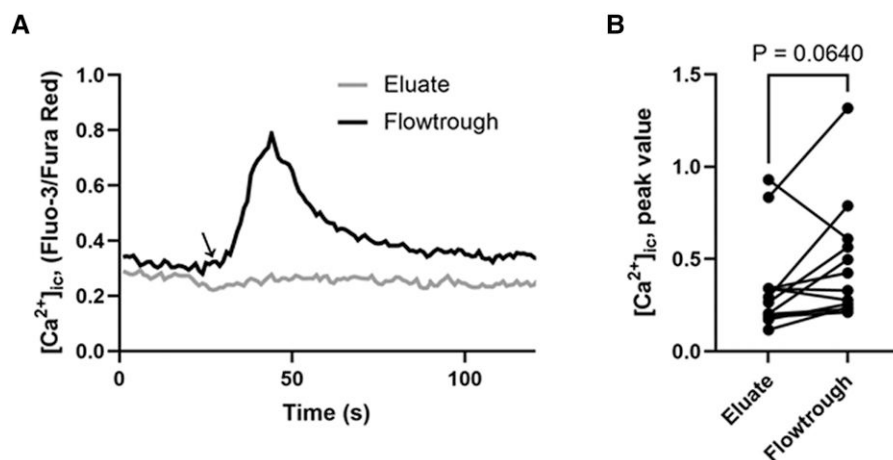 A
[Ca²⁺]ic, (Fluo-3/Fura Red)
1.0
0.8
0.6
0.4
0.2
0.0
0
50
100
Time (s)
Eluate
Flowtrough
B
P = 0.0640
[Ca²⁺]ic, peak value
1.5
1.0
0.5
0.0
Eluate
Flowtrough